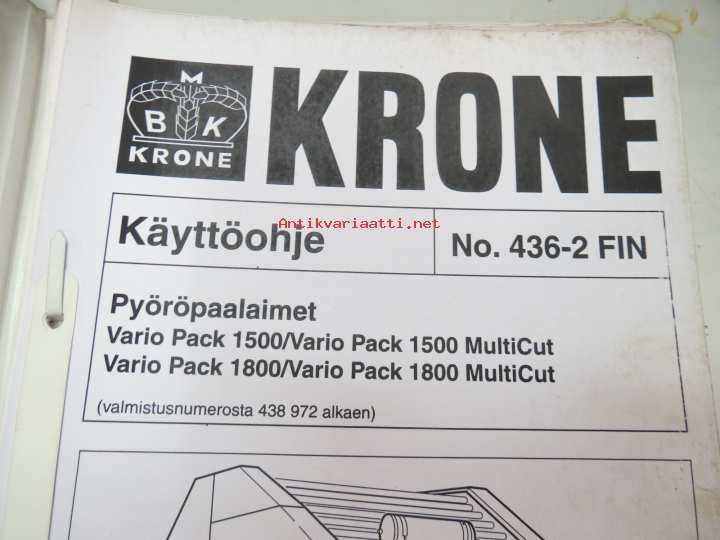 M
B K
KRONE
KRONE
Antikvariaatti.net
Käyttöohje
No. 436-2 FIN
Pyöröpaalaimet
Vario Pack 1500/Vario Pack 1500 MultiCut
Vario Pack 1800/Vario Pack 1800 MultiCut
(valmistusnumerosta 438 972 alkaen)